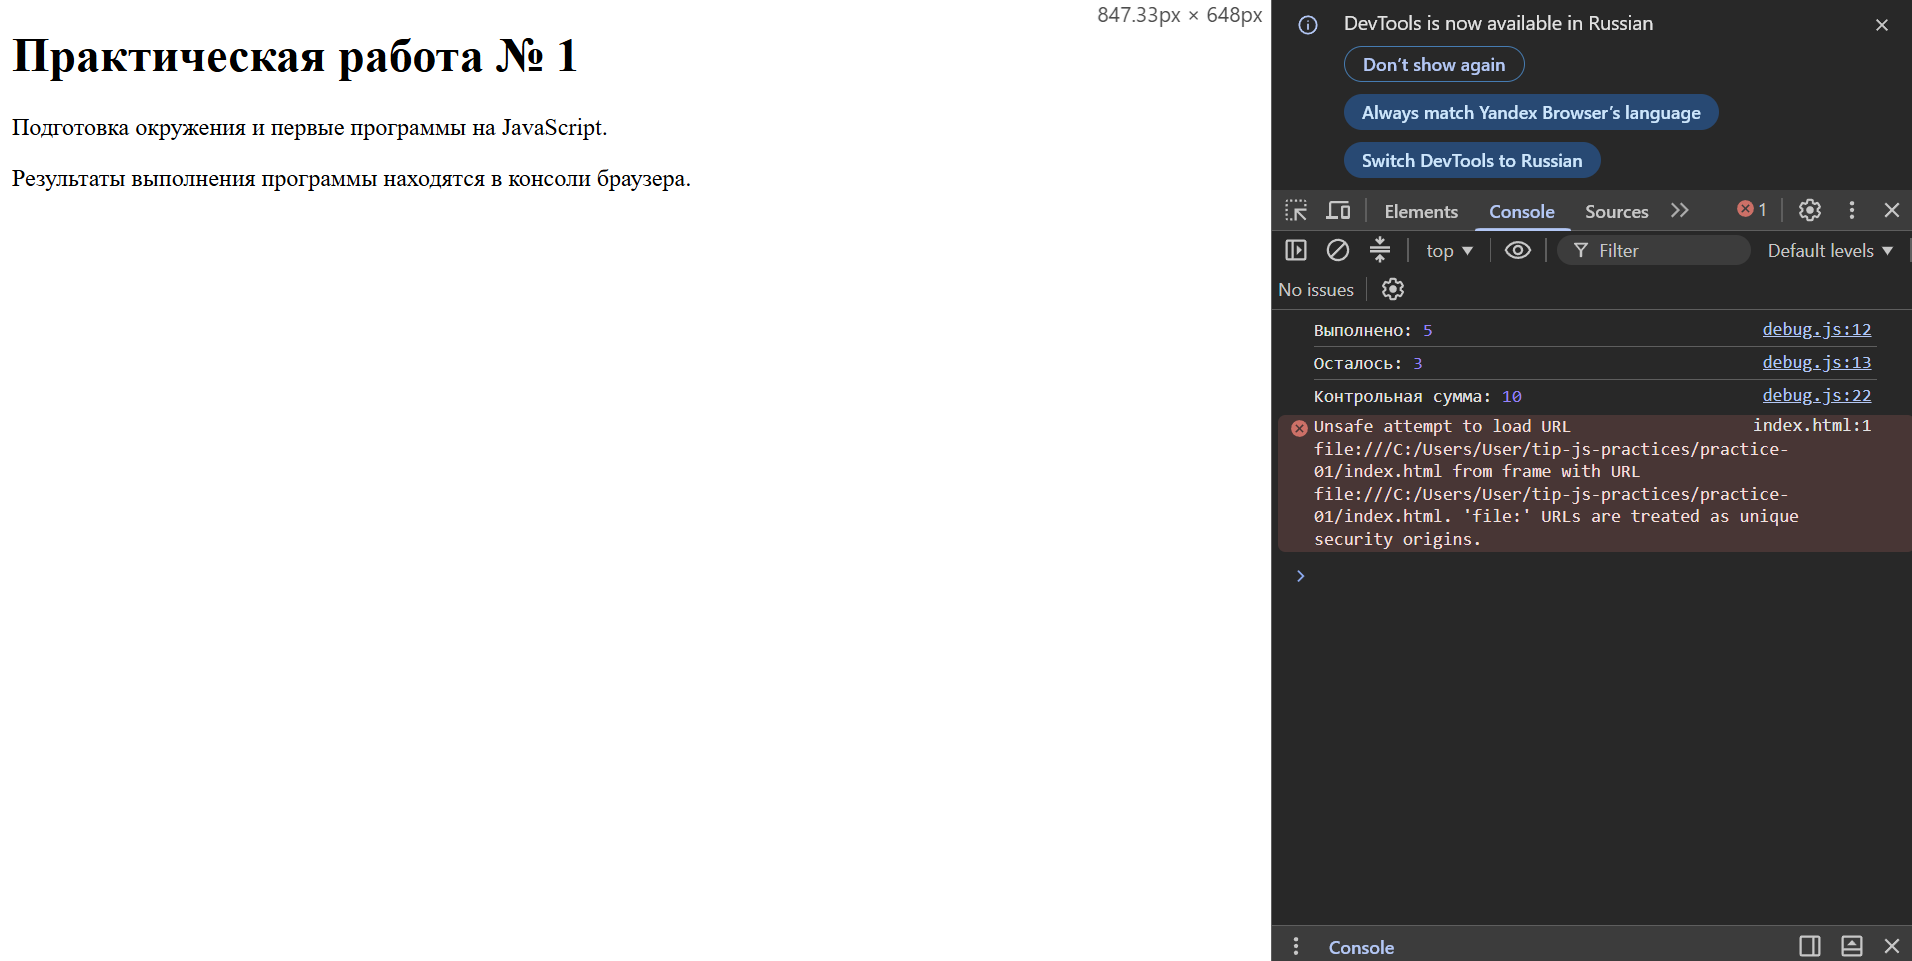 847.33px × 648px
Практическая работа № 1
Подготовка окружения и первые программы на JavaScript.
Результаты выполнения программы находятся в консоли браузера.
DevTools is now available in Russian
Don't show again
Always match Yandex Browser's language
Switch DevTools to Russian
Elements Console Sources 1
top Filter Default levels
No issues
Выполнено: 5 debug.js:12
Осталось: 3 debug.js:13
Контрольная сумма: 10 debug.js:22
Unsafe attempt to load URL index.html:1
file:///C:/Users/User/tip-js-practices/practice-
01/index.html from frame with URL
file:///C:/Users/User/tip-js-practices/practice-
01/index.html. 'file:' URLs are treated as unique
security origins.
Console